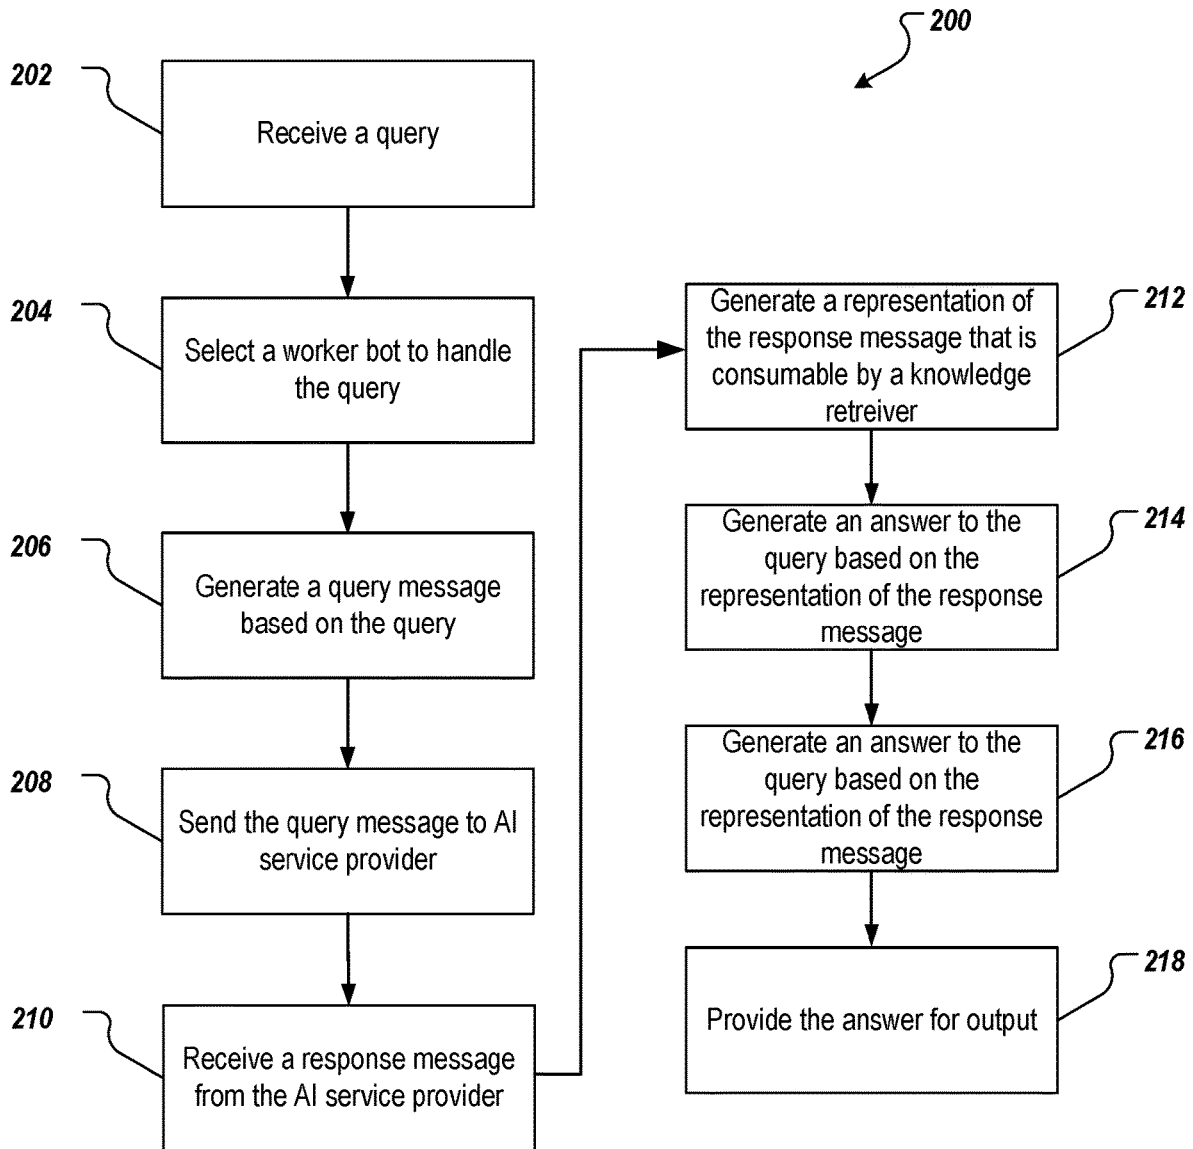 200
202
Receive a query
204
Select a worker bot to handle
the query
206
Generate a query message
based on the query
208
Send the query message to AI
service provider
210
Receive a response message
from the AI service provider
212
Generate a representation of
the response message that is
consumable by a knowledge
retreiver
214
Generate an answer to the
query based on the
representation of the response
message
216
Generate an answer to the
query based on the
representation of the response
message
218
Provide the answer for output